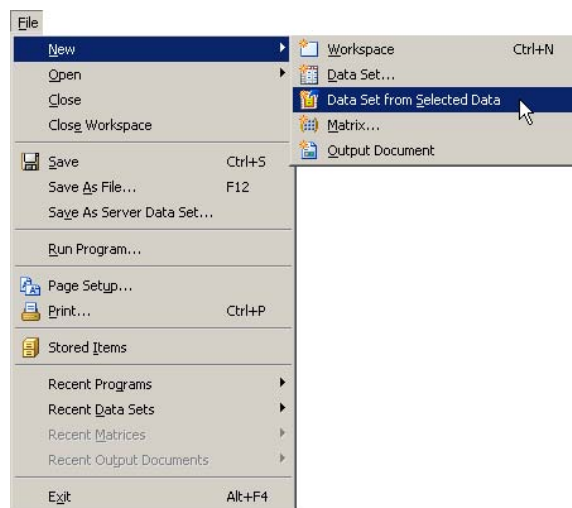 File
New
Open
Close
Close Workspace
Save Ctrl+S
Save As File... F12
Save As Server Data Set...
Run Program...
Page Setup...
Print... Ctrl+P
Stored Items
Recent Programs
Recent Data Sets
Recent Matrices
Recent Output Documents
Exit Alt+F4
Workspace Ctrl+N
Data Set...
Data Set from Selected Data
Matrix...
Output Document